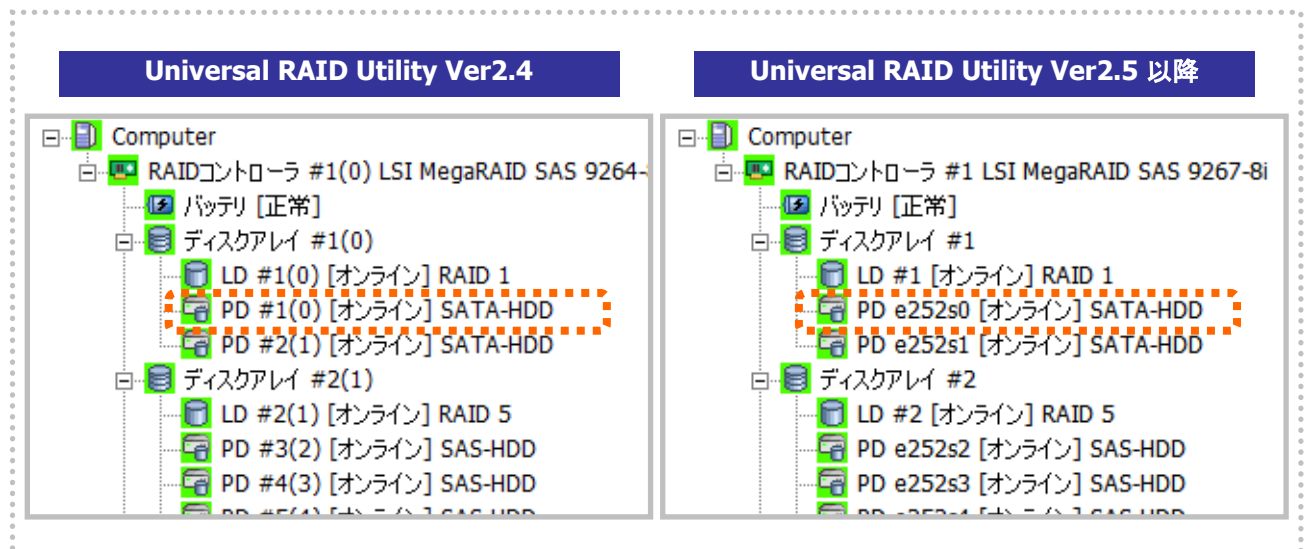 Universal RAID Utility Ver2.4
Computer
RAIDコントローラ #1(0) LSI MegaRAID SAS 9264-
バッテリ [正常]
ディスクアレイ #1(0)
LD #1(0) [オンライン] RAID 1
PD #1(0) [オンライン] SATA-HDD
PD #2(1) [オンライン] SATA-HDD
ディスクアレイ #2(1)
LD #2(1) [オンライン] RAID 5
PD #3(2) [オンライン] SAS-HDD
PD #4(3) [オンライン] SAS-HDD
Universal RAID Utility Ver2.5 以降
Computer
RAIDコントローラ #1 LSI MegaRAID SAS 9267-8i
バッテリ [正常]
ディスクアレイ #1
LD #1 [オンライン] RAID 1
PD e252s0 [オンライン] SATA-HDD
PD e252s1 [オンライン] SATA-HDD
ディスクアレイ #2
LD #2 [オンライン] RAID 5
PD e252s2 [オンライン] SAS-HDD
PD e252s3 [オンライン] SAS-HDD